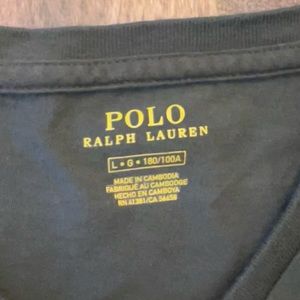 POLO
RALPH LAUREN
L • G • 180/100A
MADE IN CAMBODIA
FABRIQUÉ AU CAMBODGE
HECHO EN CAMBOYA
RN 41381/CA 56658